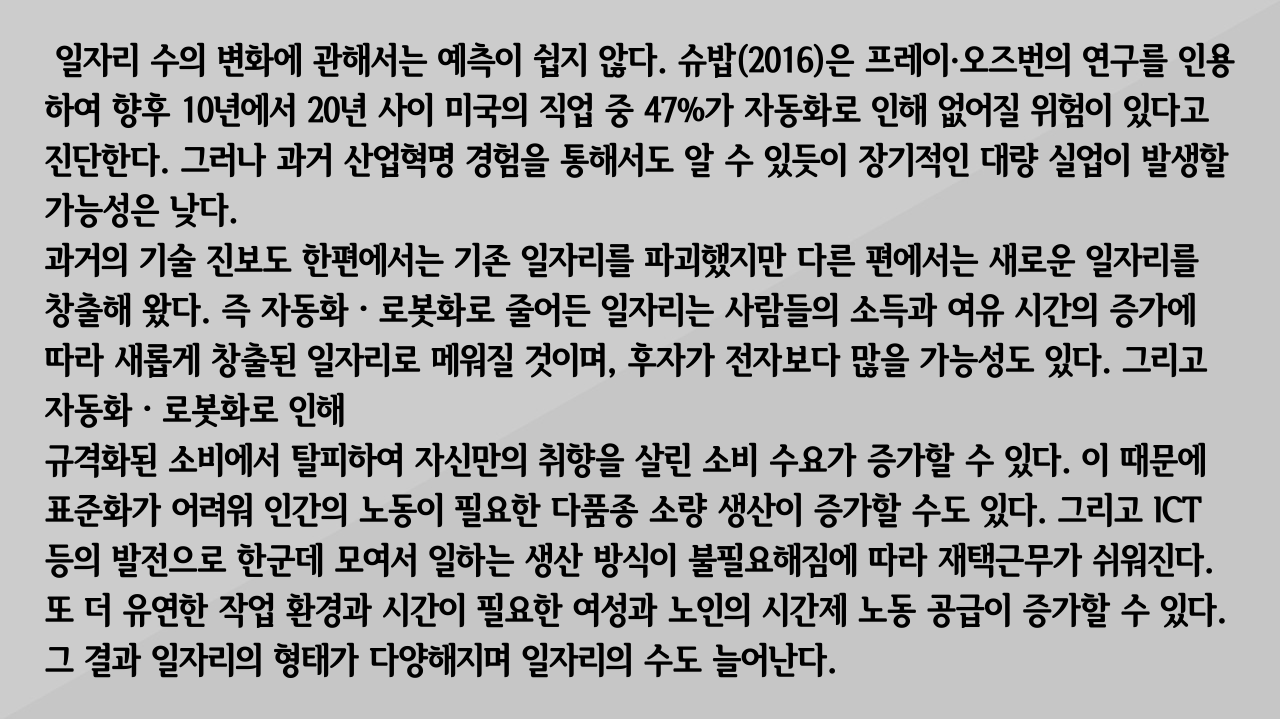 일자리 수의 변화에 관해서는 예측이 쉽지 않다. 슈밥(2016)은 프레이·오즈번의 연구를 인용
하여 향후 10년에서 20년 사이 미국의 직업 중 47%가 자동화로 인해 없어질 위험이 있다고
진단한다. 그러나 과거 산업혁명 경험을 통해서도 알 수 있듯이 장기적인 대량 실업이 발생할
가능성은 낮다.
과거의 기술 진보도 한편에서는 기존 일자리를 파괴했지만 다른 편에서는 새로운 일자리를
창출해 왔다. 즉 자동화 · 로봇화로 줄어든 일자리는 사람들의 소득과 여유 시간의 증가에
따라 새롭게 창출된 일자리로 메워질 것이며, 후자가 전자보다 많을 가능성도 있다. 그리고
자동화 · 로봇화로 인해
규격화된 소비에서 탈피하여 자신만의 취향을 살린 소비 수요가 증가할 수 있다. 이 때문에
표준화가 어려워 인간의 노동이 필요한 다품종 소량 생산이 증가할 수도 있다. 그리고 ICT
등의 발전으로 한군데 모여서 일하는 생산 방식이 불필요해짐에 따라 재택근무가 쉬워진다.
또 더 유연한 작업 환경과 시간이 필요한 여성과 노인의 시간제 노동 공급이 증가할 수 있다.
그 결과 일자리의 형태가 다양해지며 일자리의 수도 늘어난다.